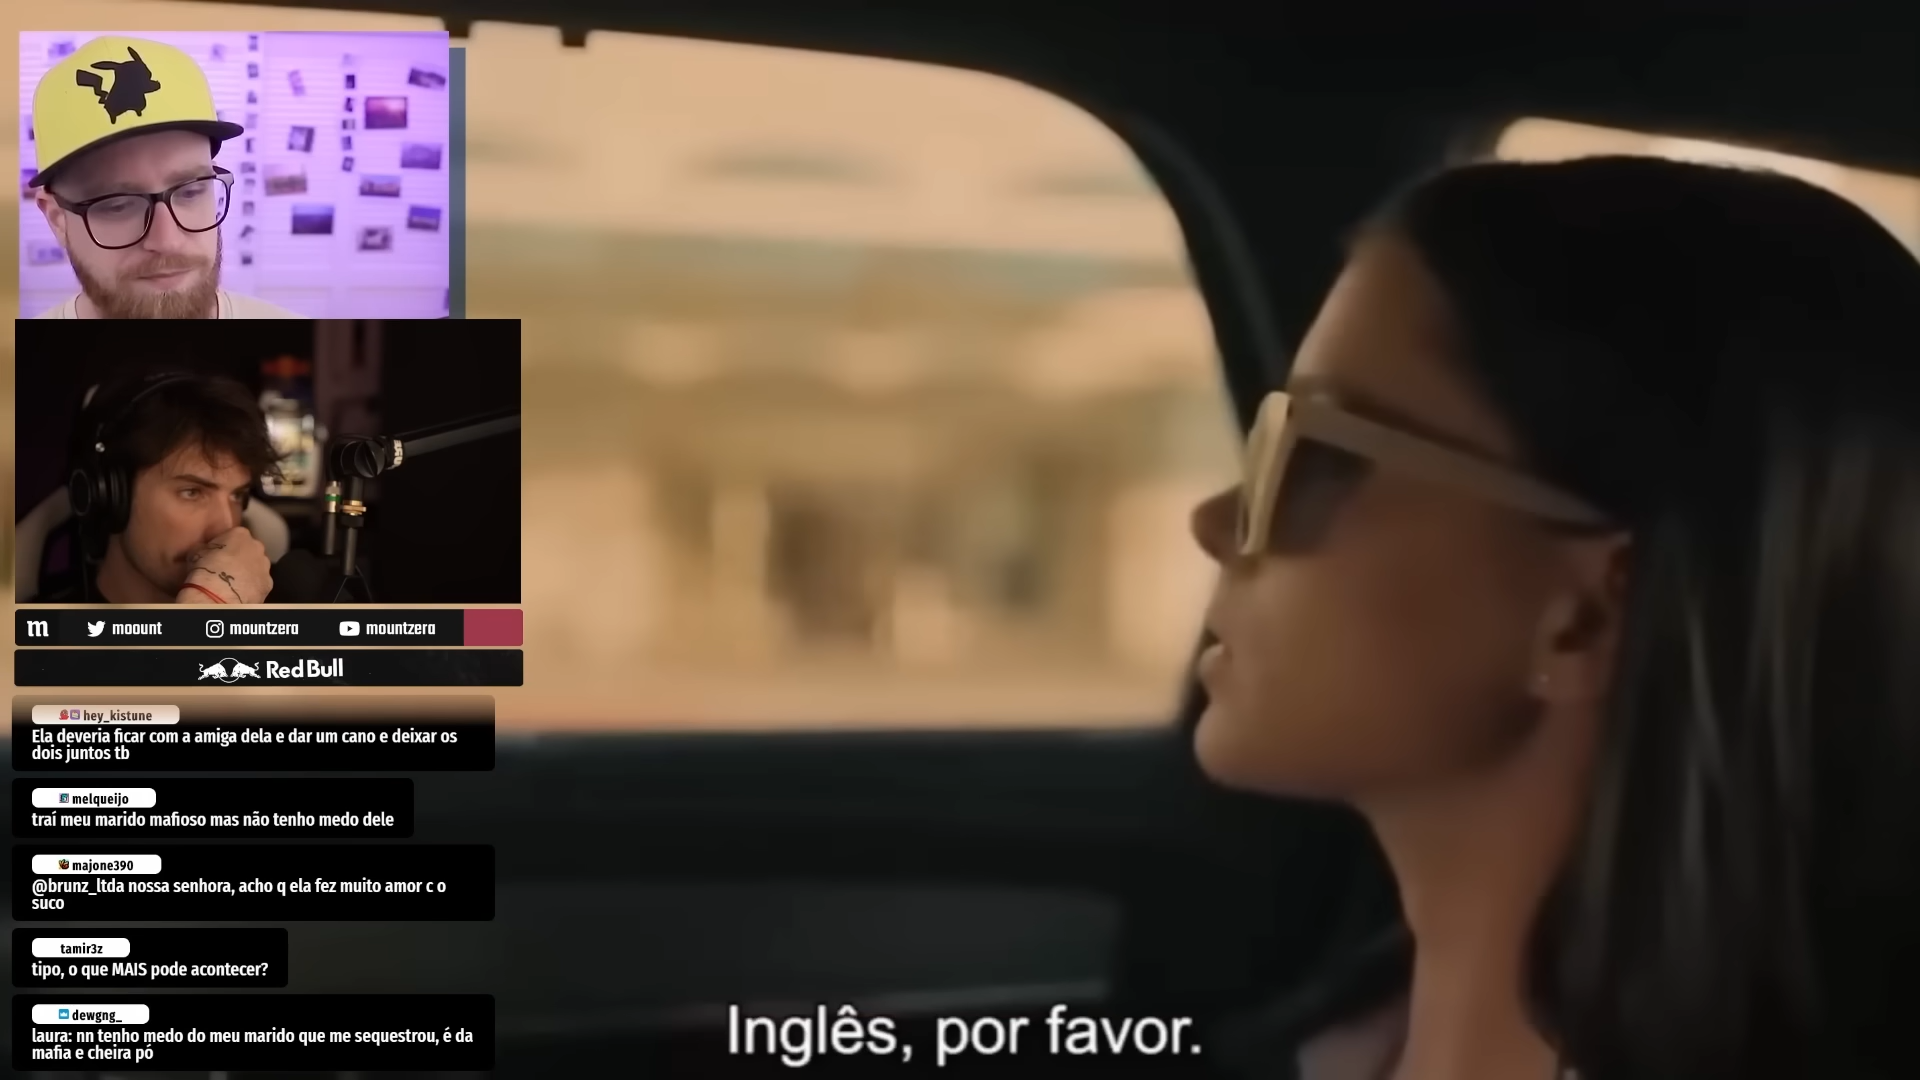 m moount mountzera mountzera
Red Bull
hey_kistune
Ela deveria ficar com a amiga dela e dar um cano e deixar os
dois juntos tb
melqueijo
traí meu marido mafioso mas não tenho medo dele
majone390
@brunz_ltda nossa senhora, acho q ela fez muito amor c o
suco
tamir3z
tipo, o que MAIS pode acontecer?
dewgng_
laura: nn tenho medo do meu marido que me sequestrou, é da
mafia e cheira pó
Inglês, por favor.